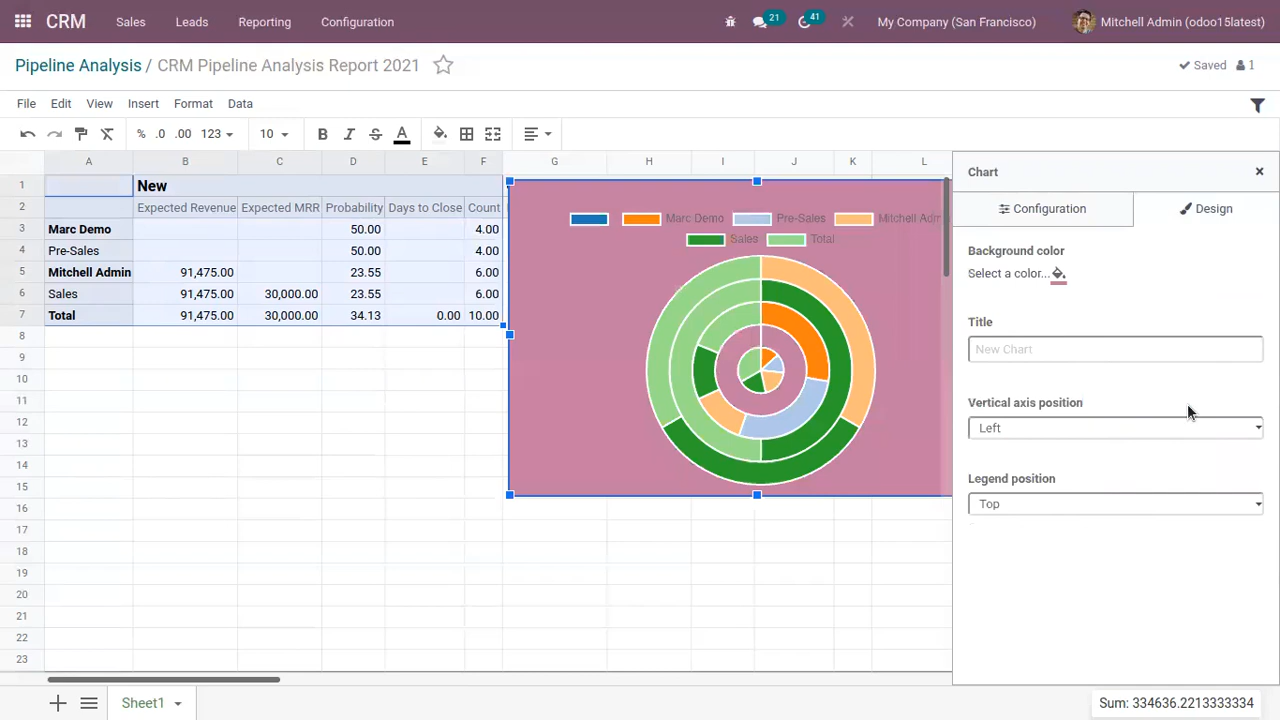 CRM Sales Leads Reporting Configuration 21 41 My Company (San Francisco) Mitchell Admin (odoo15latest)
Pipeline Analysis / CRM Pipeline Analysis Report 2021 Saved 1
File Edit View Insert Format Data
% .0 .00 123 10 B I S A
A B C D E F G H I J K L
1 New
2 Expected Revenue Expected MRR Probability Days to Close Count
3 Marc Demo 50.00 4.00
4 Pre-Sales 50.00 4.00
5 Mitchell Admin 91,475.00 23.55 6.00
6 Sales 91,475.00 30,000.00 23.55 6.00
7 Total 91,475.00 30,000.00 34.13 0.00 10.00
8
9
10
11
12
13
14
15
16
17
18
19
20
21
22
23
Marc Demo Pre-Sales Mitchell Adm
Sales Total
Chart
Configuration Design
Background color
Select a color...
Title
New Chart
Vertical axis position
Left
Legend position
Top
Sheet1 Sum: 334636.2213333334